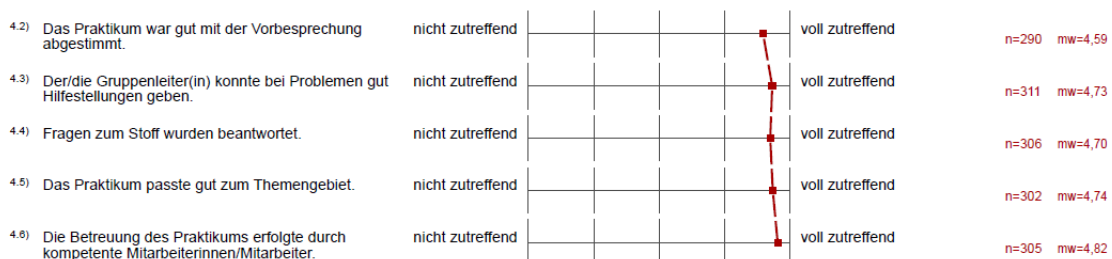 4.2) Das Praktikum war gut mit der Vorbesprechung nicht zutreffend voll zutreffend
abgestimmt. n=290 mw=4,59
4.3) Der/die Gruppenleiter(in) konnte bei Problemen gut nicht zutreffend voll zutreffend
Hilfestellungen geben. n=311 mw=4,73
4.4) Fragen zum Stoff wurden beantwortet. nicht zutreffend voll zutreffend
n=306 mw=4,70
4.5) Das Praktikum passte gut zum Themengebiet. nicht zutreffend voll zutreffend
n=302 mw=4,74
4.6) Die Betreuung des Praktikums erfolgte durch nicht zutreffend voll zutreffend
kompetente Mitarbeiterinnen/Mitarbeiter. n=305 mw=4,82